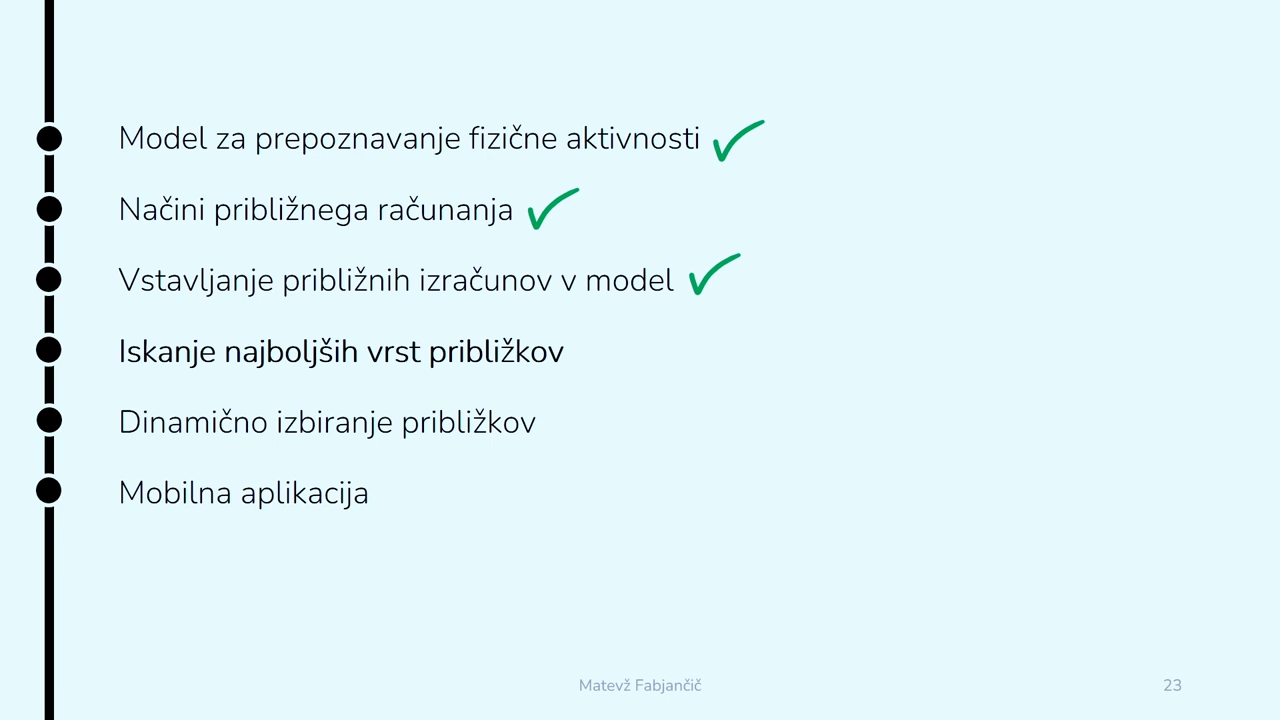 Model za prepoznavanje fizične aktivnosti
Načini približnega računanja
Vstavljanje približnih izračunov v model
Iskanje najboljših vrst približkov
Dinamično izbiranje približkov
Mobilna aplikacija
Matevž Fabjančič
23